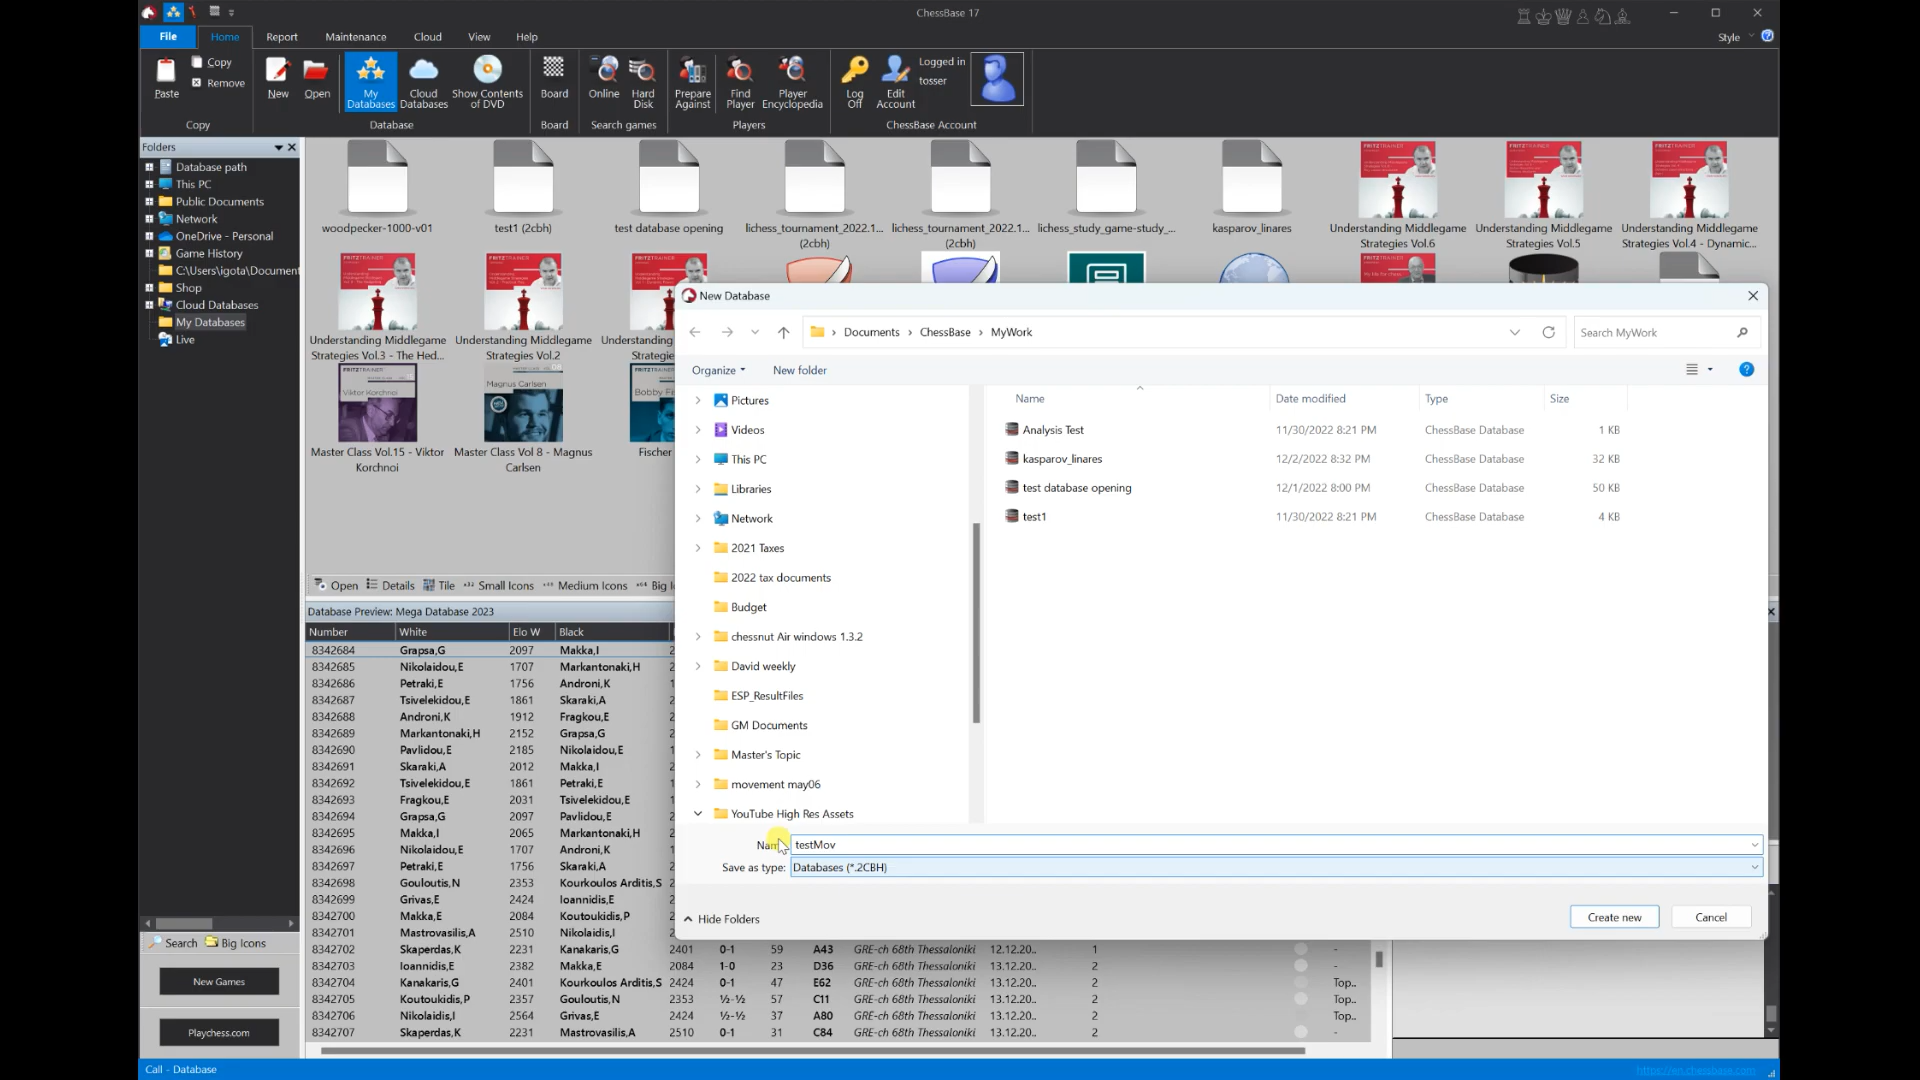 ChessBase 17
File Home Report Maintenance Cloud View Help
Style
Paste
Copy
Remove
New
Open
My Databases
Cloud Databases
Show Contents of DVD
Board
Online
Hard Disk
Prepare Against
Find Player
Player Encyclopedia
Log Off
Edit Account
Logged in
tosser
Copy
Database
Board
Search games
Players
ChessBase Account
Folders
Database path
This PC
Public Documents
Network
OneDrive - Personal
Game History
C:\Users\igota\Document
Shop
Cloud Databases
My Databases
Live
Search
Big Icons
New Games
Playchess.com
woodpecker-1000-v01
test1 (2cbh)
test database opening
lichess_tournament_2022.1...
(2cbh)
lichess_tournament_2022.1...
(2cbh)
lichess_study_game-study_...
kasparov_linares
Understanding Middlegame
Strategies Vol.6
Understanding Middlegame
Strategies Vol.5
Understanding Middlegame
Strategies Vol.4 - Dynamic...
Understanding Middlegame
Strategies Vol.3 - The Hed...
Understanding Middlegame
Strategies Vol.2
Understanding
Strategies
Viktor Korchnoi
Magnus Carlsen
Master Class Vol.15 - Viktor
Korchnoi
Master Class Vol 8 - Magnus
Carlsen
Fischer
Open Details Tile Small Icons Medium Icons
Database Preview: Mega Database 2023
Number White Elo W Black
8342684 Grapsa,G 2097 Makka,I
8342685 Nikolaidou,E 1707 Markantonaki,H
8342686 Petraki,E 1756 Androni,K
8342687 Tsivelekidou,E 1861 Skaraki,A
8342688 Androni,K 1912 Fragkou,E
8342689 Markantonaki,H 2152 Grapsa,G
8342690 Pavlidou,E 2185 Nikolaidou,E
8342691 Skaraki,A 2012 Makka,I
8342692 Tsivelekidou,E 1861 Petraki,E
8342693 Fragkou,E 2031 Tsivelekidou,E
8342694 Grapsa,G 2097 Pavlidou,E
8342695 Makka,I 2065 Markantonaki,H
8342696 Nikolaidou,E 1707 Androni,K
8342697 Petraki,E 1756 Skaraki,A
8342698 Gouloutis,N 2353 Kourkoulos Arditis,S
8342699 Grivas,E 2424 Ioannidis,E
8342700 Makka,E 2084 Koutoukidis,P
8342701 Mastrovasilis,A 2510 Nikolaidis,I
8342702 Skaperdas,K 2231 Kanakaris,G 2401 0-1 59 A43 GRE-ch 68th Thessaloniki 12.12.20.. 1 -
8342703 Ioannidis,E 2382 Makka,E 2084 1-0 23 D36 GRE-ch 68th Thessaloniki 13.12.20.. 2 -
8342704 Kanakaris,G 2401 Kourkoulos Arditis,S 2424 0-1 47 E62 GRE-ch 68th Thessaloniki 13.12.20.. 2 Top..
8342705 Koutoukidis,P 2357 Gouloutis,N 2353 ½-½ 57 C11 GRE-ch 68th Thessaloniki 13.12.20.. 2 Top..
8342706 Nikolaidis,I 2564 Grivas,E 2424 ½-½ 37 A80 GRE-ch 68th Thessaloniki 13.12.20.. 2 Top..
8342707 Skaperdas,K 2231 Mastrovasilis,A 2510 0-1 31 C84 GRE-ch 68th Thessaloniki 13.12.20.. 2 -
New Database
Documents › ChessBase › MyWork
Search MyWork
Organize
New folder
Pictures
Videos
This PC
Libraries
Network
2021 Taxes
2022 tax documents
Budget
chessnut Air windows 1.3.2
David weekly
ESP_ResultFiles
GM Documents
Master's Topic
movement may06
YouTube High Res Assets
Name Date modified Type Size
Analysis Test 11/30/2022 8:21 PM ChessBase Database 1 KB
kasparov_linares 12/2/2022 8:32 PM ChessBase Database 32 KB
test database opening 12/1/2022 8:00 PM ChessBase Database 50 KB
test1 11/30/2022 8:21 PM ChessBase Database 4 KB
testMov
Save as type: Databases (*.2CBH)
Hide Folders
Create new
Cancel
Call - Database
https://en.chessbase.com